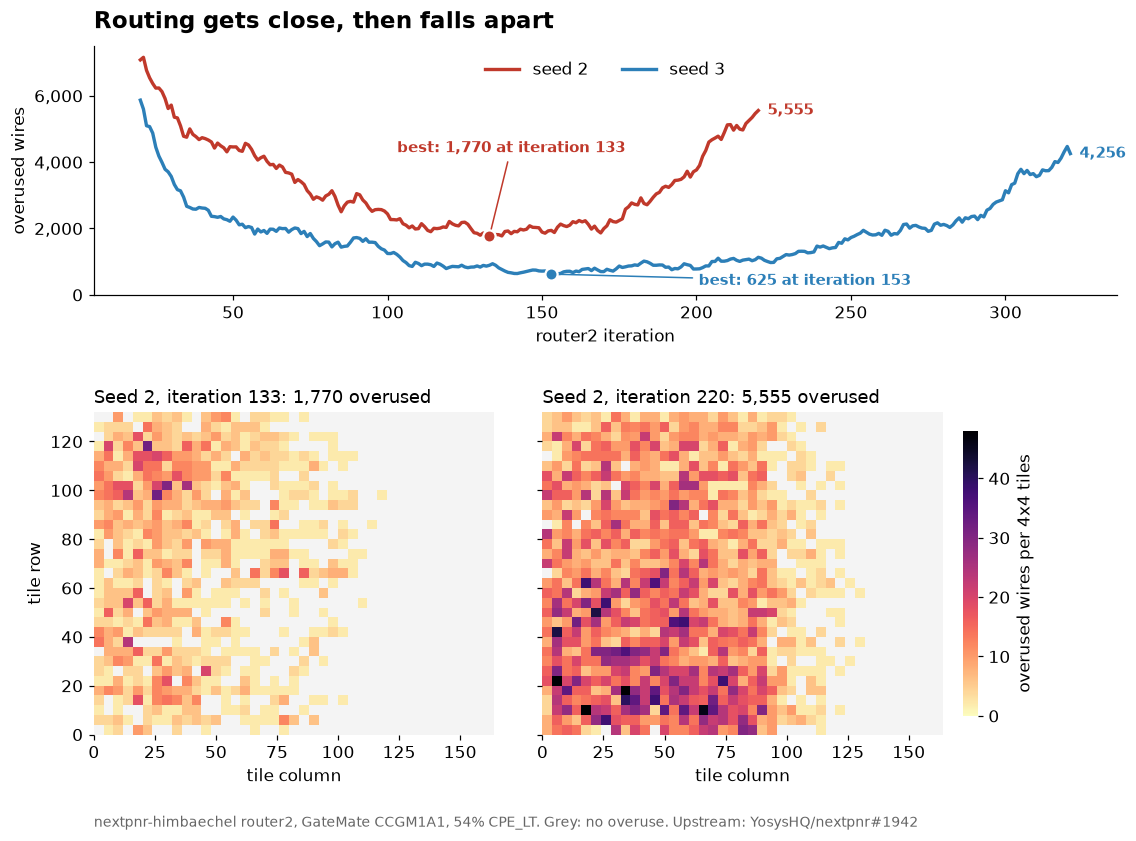 Routing gets close, then falls apart
overused wires
6,000
4,000
2,000
0
seed 2
seed 3
5,555
best: 1,770 at iteration 133
4,256
best: 625 at iteration 153
50
100
150
200
250
300
router2 iteration
Seed 2, iteration 133: 1,770 overused
tile row
120
100
80
60
40
20
0
0
25
50
75
100
125
150
tile column
Seed 2, iteration 220: 5,555 overused
0
25
50
75
100
125
150
tile column
40
30
20
10
0
overused wires per 4x4 tiles
nextpnr-himbaechel router2, GateMate CCGM1A1, 54% CPE_LT. Grey: no overuse. Upstream: YosysHQ/nextpnr#1942